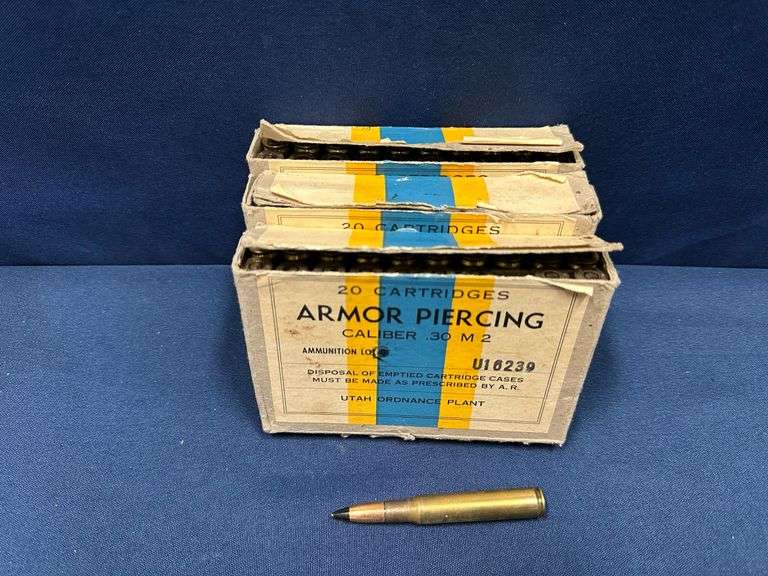 20 CARTRIDGES
20 CARTRIDGES
ARMOR PIERCING
CALIBER .30 M 2
AMMUNITION LOT
U16239
DISPOSAL OF EMPTIED CARTRIDGE CASES
MUST BE MADE AS PRESCRIBED BY A.R.
UTAH ORDNANCE PLANT